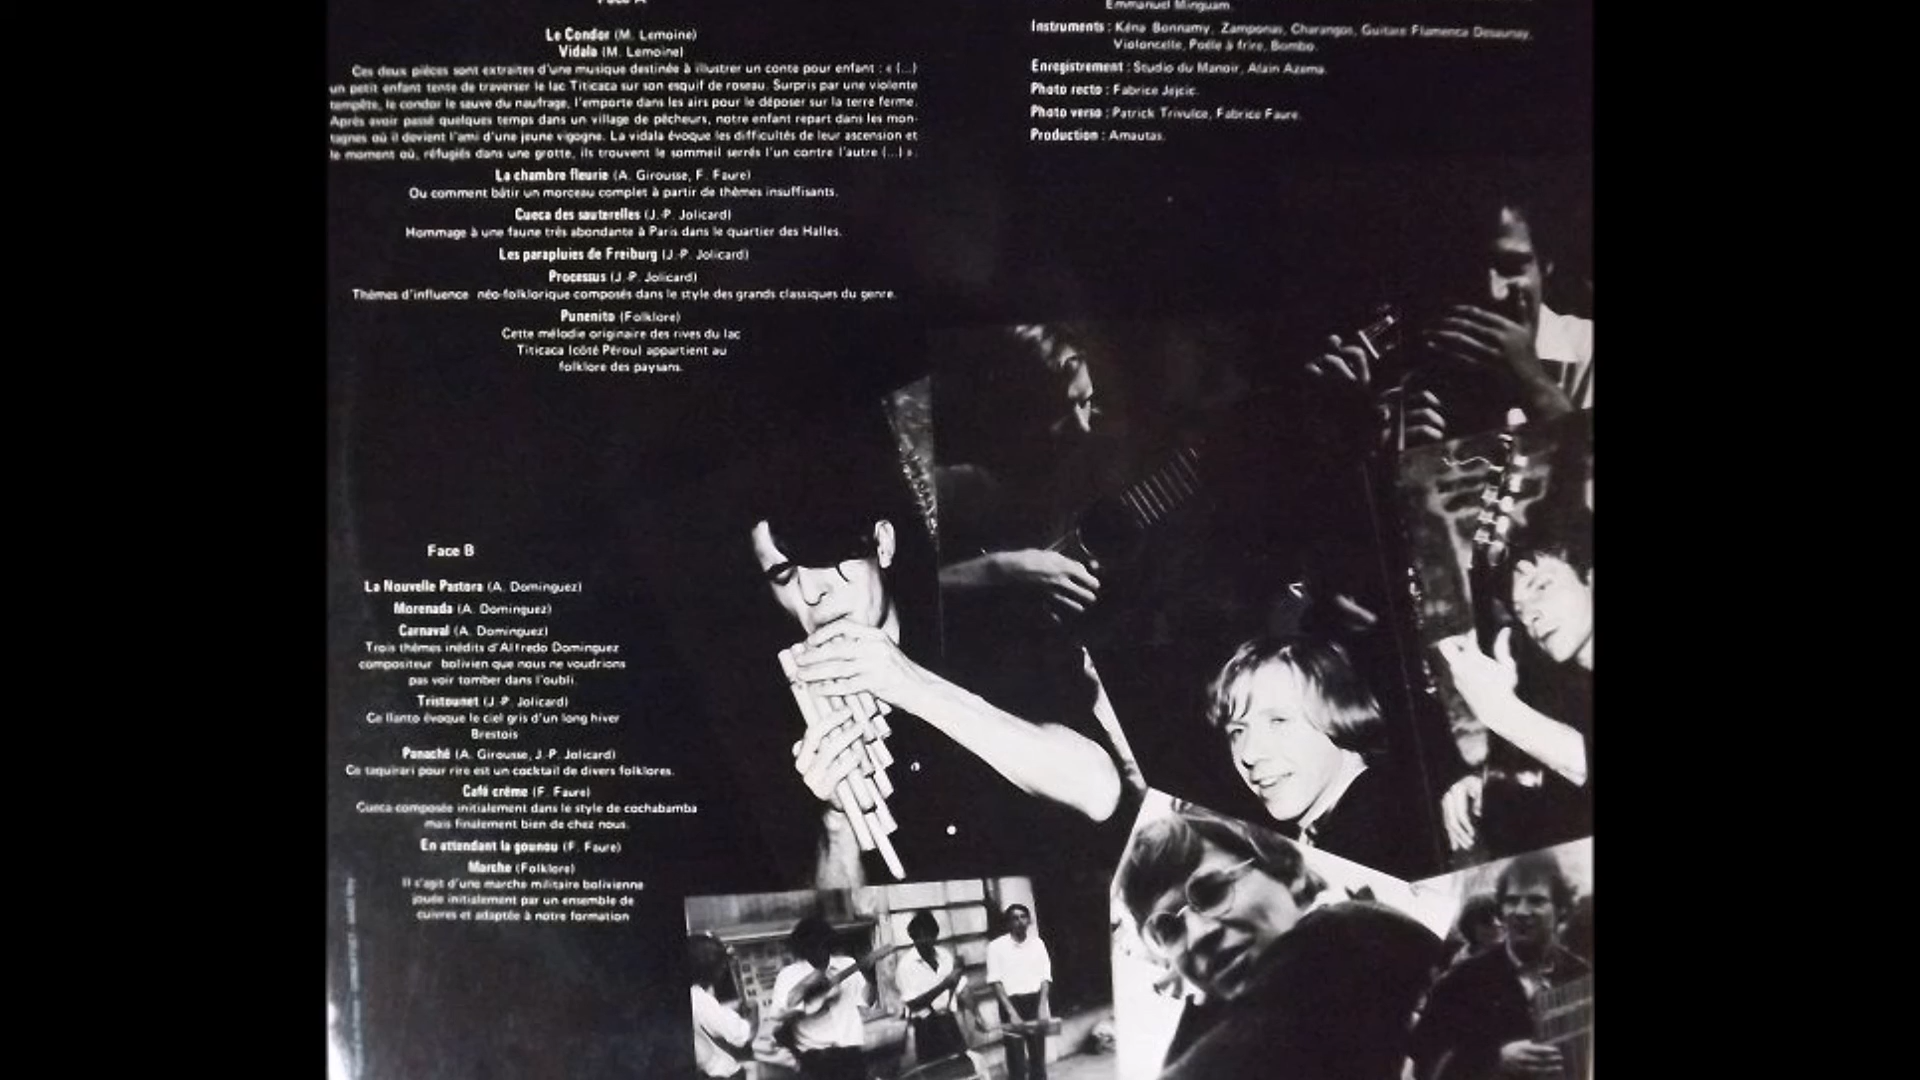 Face A
Le Condor (M. Lemoine)
Vidala (M. Lemoine)
Ces deux pièces sont extraites d'une musique destinée à illustrer un conte pour enfant : « (...)
un petit enfant tente de traverser le lac Titicaca sur son esquif de roseau. Surpris par une violente
tempête, le condor le sauve du naufrage, l'emporte dans les airs pour le déposer sur la terre ferme.
Après avoir passé quelques temps dans un village de pêcheurs, notre enfant repart dans les mon-
tagnes où il devient l'ami d'une jeune vigogne. La vidala évoque les difficultés de leur ascension et
le moment où, réfugiés dans une grotte, ils trouvent le sommeil serrés l'un contre l'autre (...) ».
La chambre fleurie (A. Girousse, F. Faure)
Ou comment bâtir un morceau complet à partir de thèmes insuffisants.
Cueca des sauterelles (J.-P. Jolicard)
Hommage à une faune très abondante à Paris dans le quartier des Halles.
Les parapluies de Freiburg (J.-P. Jolicard)
Processus (J.-P. Jolicard)
Thèmes d'influence néo-folklorique composés dans le style des grands classiques du genre.
Punenito (Folklore)
Cette mélodie originaire des rives du lac
Titicaca (côté Pérou) appartient au
folklore des paysans.
Face B
La Nouvelle Pastora (A. Dominguez)
Morenada (A. Dominguez)
Carnaval (A. Dominguez)
Trois thèmes inédits d'Alfredo Dominguez
compositeur bolivien que nous ne voudrions
pas voir tomber dans l'oubli.
Tristounet (J.-P. Jolicard)
Ce llanto évoque le ciel gris d'un long hiver
Brestois
Panaché (A. Girousse, J.-P. Jolicard)
Ce taquirari pour rire est un cocktail de divers folklores.
Café crème (F. Faure)
Cueca composée initialement dans le style de cochabamba
mais finalement bien de chez nous.
En attendant la gounou (F. Faure)
Marche (Folklore)
Il s'agit d'une marche militaire bolivienne
jouée initialement par un ensemble de
cuivres et adaptée à notre formation
Emmanuel Minguam.
Instruments : Kéna Bonnamy, Zamponas, Charangos, Guitare Flamenca Desaunay,
Violoncelle, Poêle à frire, Bombo.
Enregistrement : Studio du Manoir, Alain Azema.
Photo recto : Fabrice Jejcic.
Photo verso : Patrick Trivulce, Fabrice Faure.
Production : Amautas.